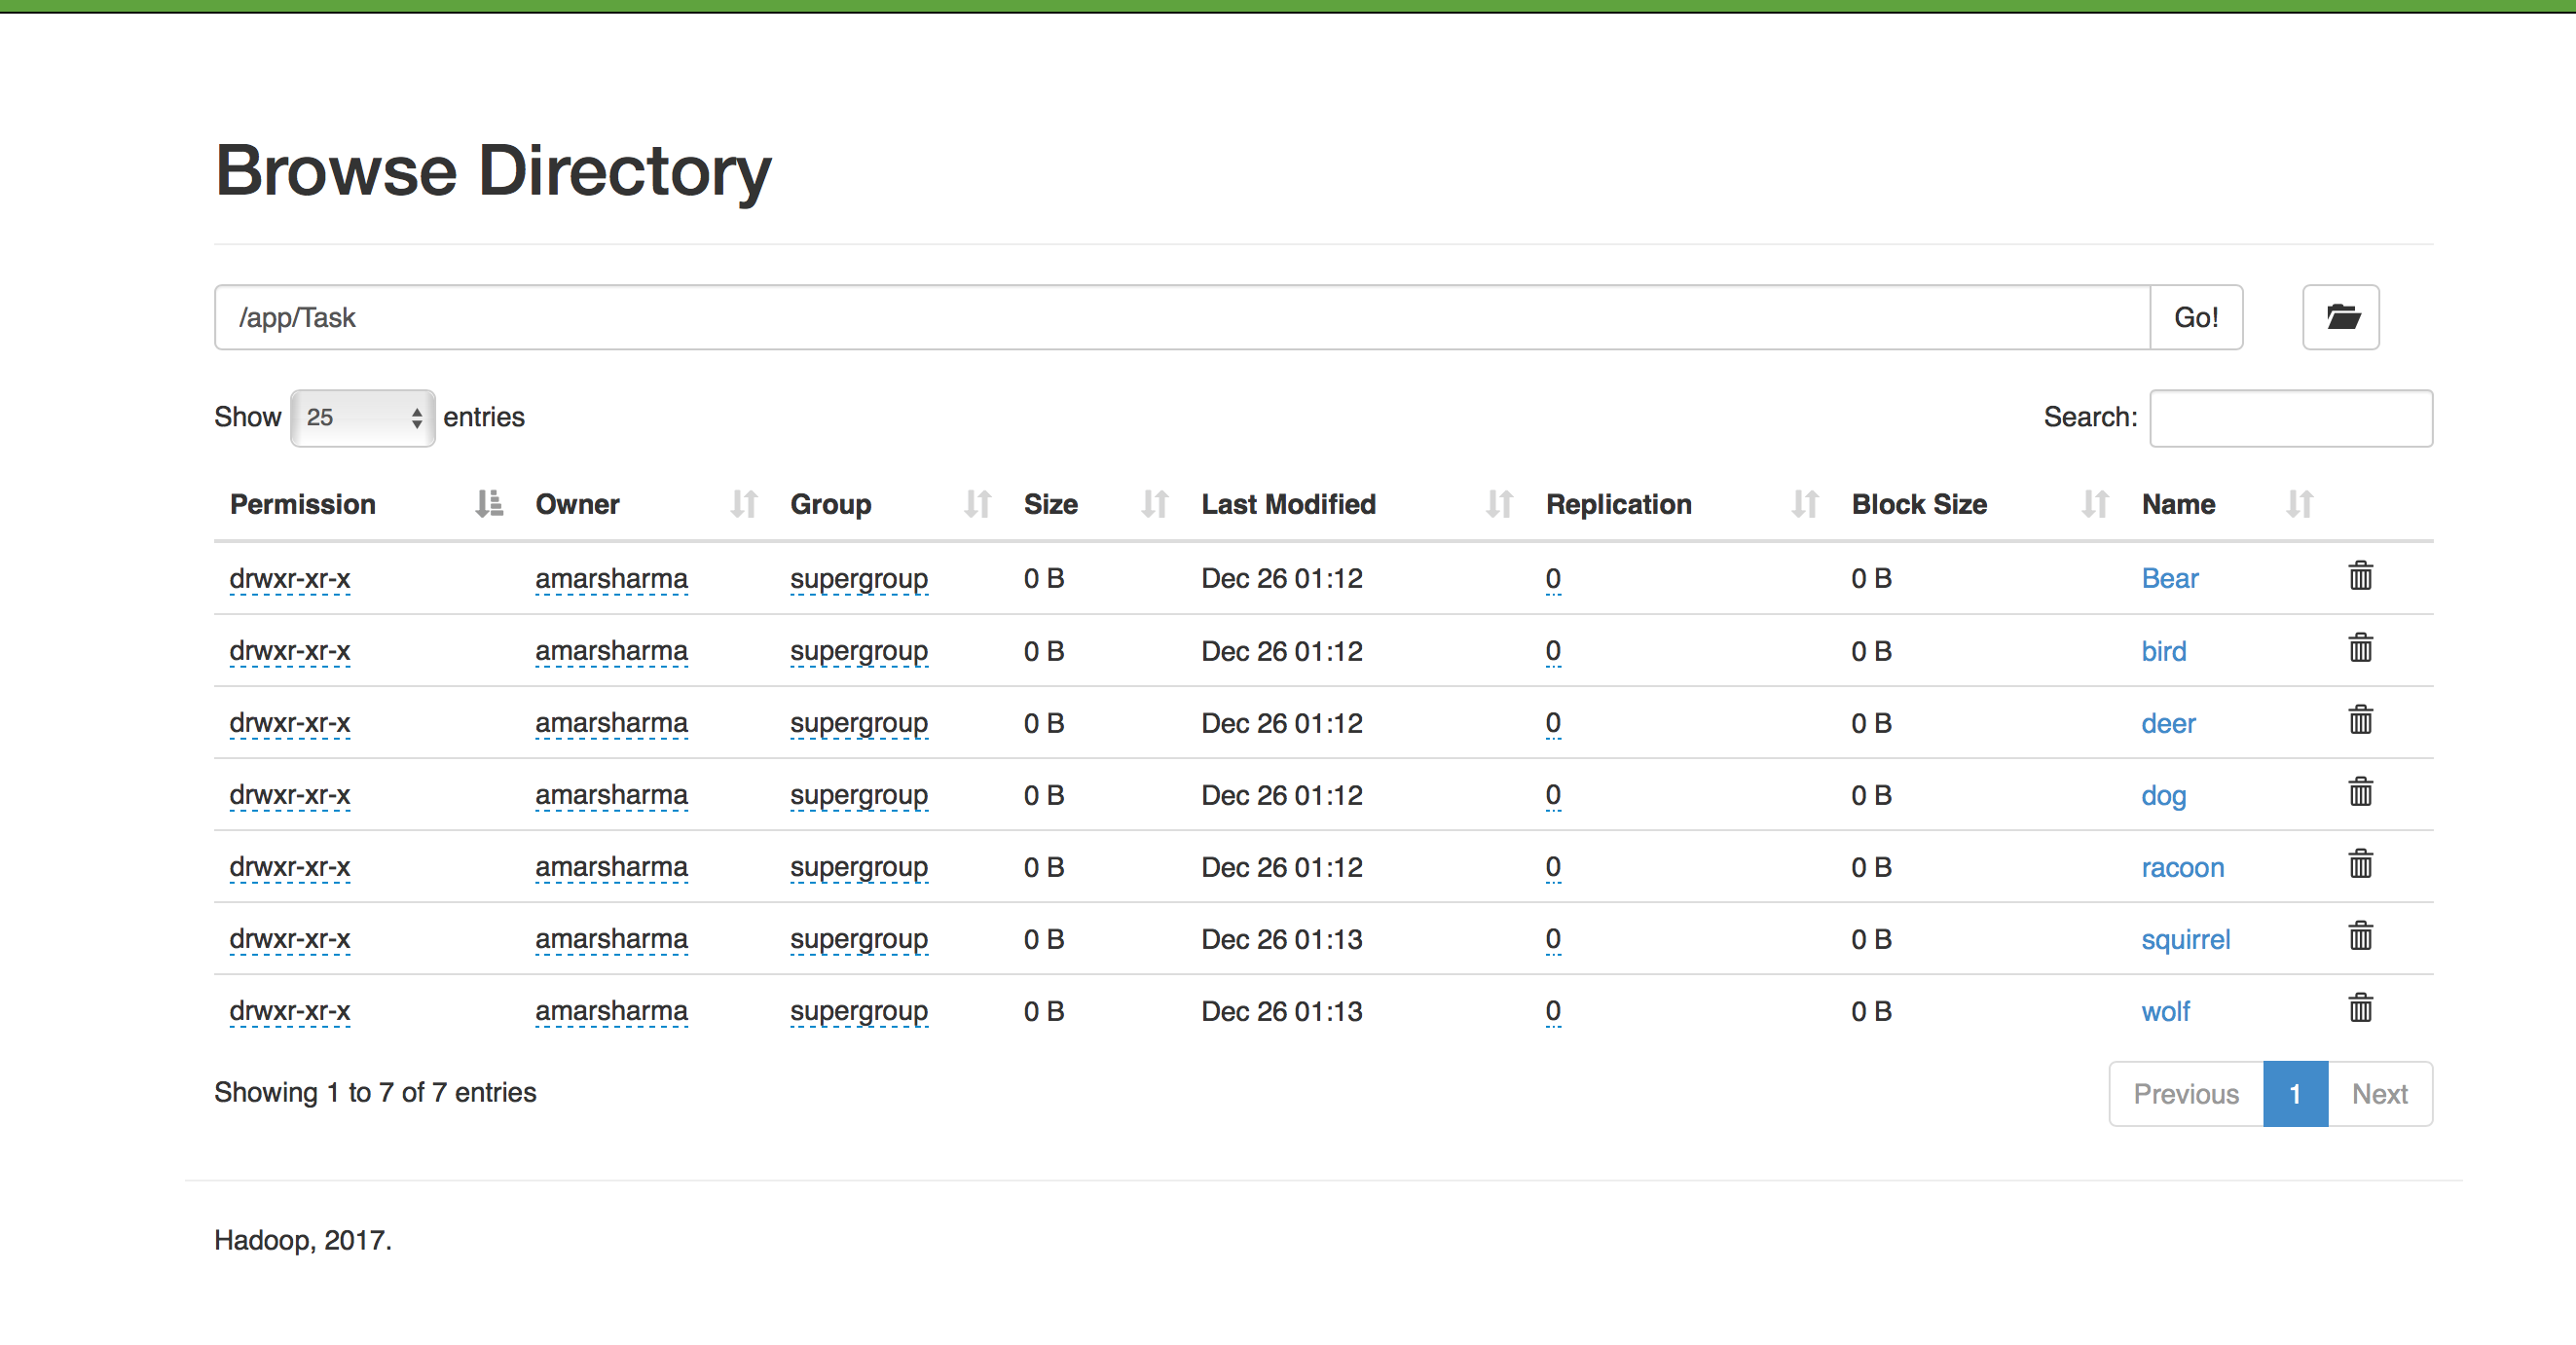 Browse Directory
/app/Task Go!
Show 25 entries Search:
Permission Owner Group Size Last Modified Replication Block Size Name
drwxr-xr-x amarsharma supergroup 0 B Dec 26 01:12 0 0 B Bear
drwxr-xr-x amarsharma supergroup 0 B Dec 26 01:12 0 0 B bird
drwxr-xr-x amarsharma supergroup 0 B Dec 26 01:12 0 0 B deer
drwxr-xr-x amarsharma supergroup 0 B Dec 26 01:12 0 0 B dog
drwxr-xr-x amarsharma supergroup 0 B Dec 26 01:12 0 0 B racoon
drwxr-xr-x amarsharma supergroup 0 B Dec 26 01:13 0 0 B squirrel
drwxr-xr-x amarsharma supergroup 0 B Dec 26 01:13 0 0 B wolf
Showing 1 to 7 of 7 entries Previous 1 Next
Hadoop, 2017.